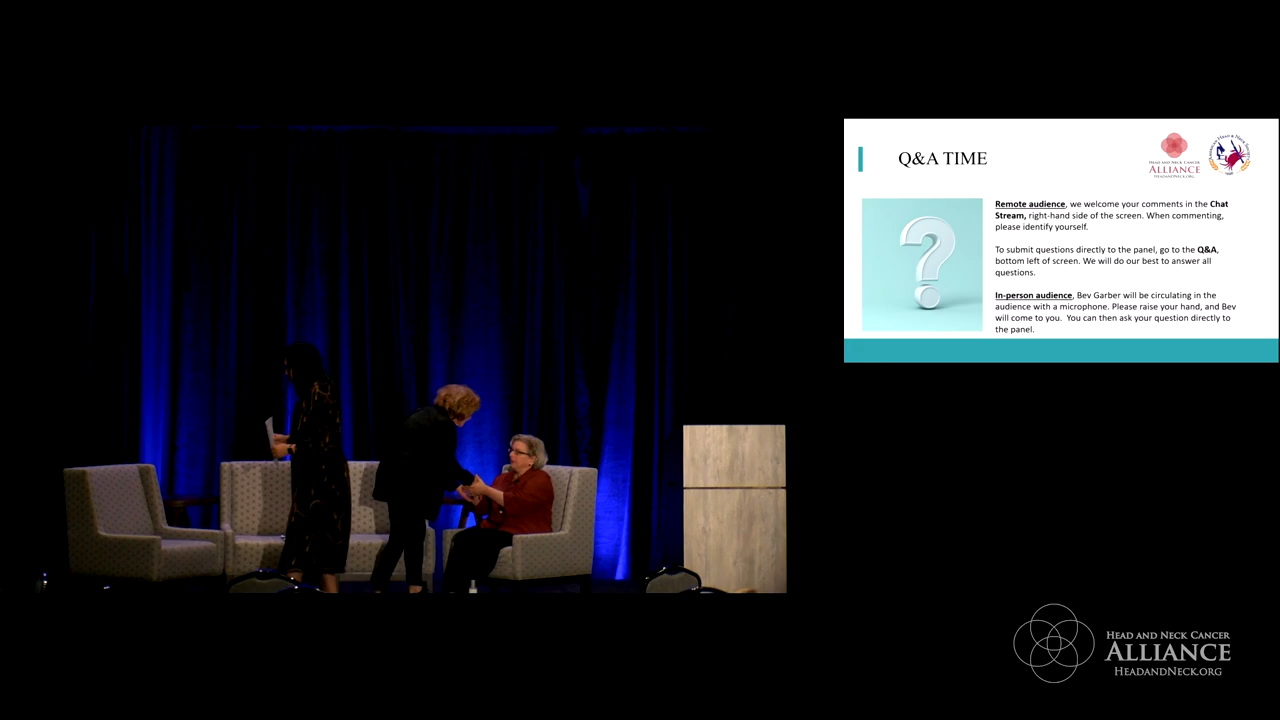 Q&A TIME
HEAD AND NECK CANCER
ALLIANCE
HEADANDNECK.ORG
Remote audience, we welcome your comments in the Chat
Stream, right-hand side of the screen. When commenting,
please identify yourself.
To submit questions directly to the panel, go to the Q&A,
bottom left of screen. We will do our best to answer all
questions.
In-person audience, Bev Garber will be circulating in the
audience with a microphone. Please raise your hand, and Bev
will come to you. You can then ask your question directly to
the panel.
HEAD AND NECK CANCER
ALLIANCE
HEADANDNECK.ORG